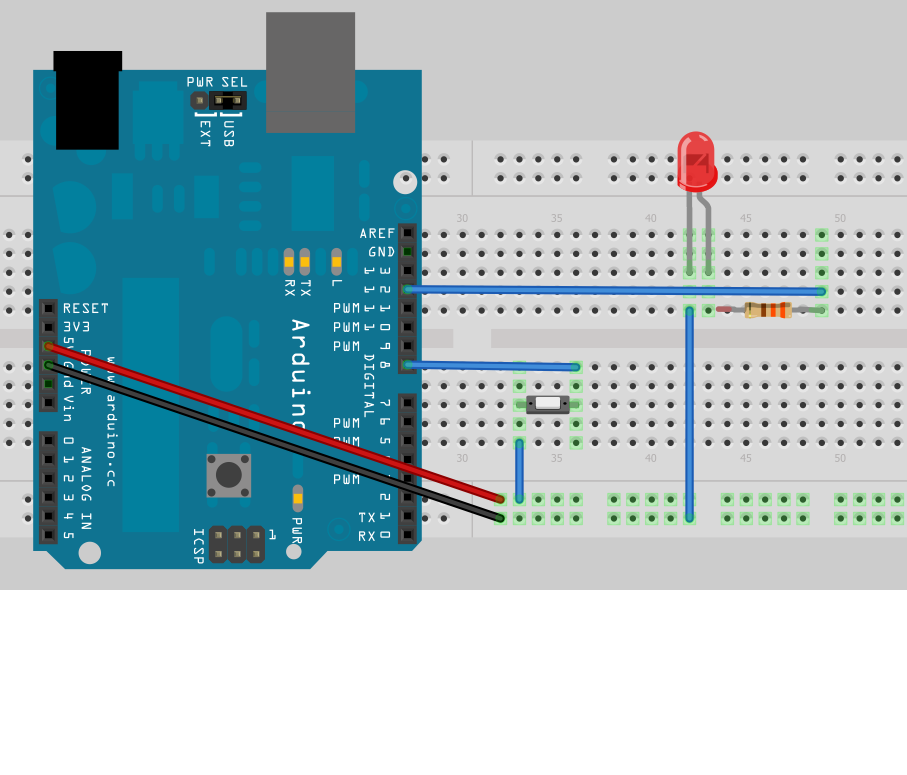 PWR SEL
EXT
USB
AREF
GND
13
12
PWM 11
PWM 10
PWM 9
8
DIGITAL
7
PWM 6
PWM 5
PWM
2
TX 1
RX 0
RX
TX
L
RESET
3V3
5V
Gnd
Vin
POWER
www.arduino.cc
Arduino
ANALOG IN
0
1
2
3
4
5
ICSP
1
PWR
30
35
40
45
50
30
40
45
50